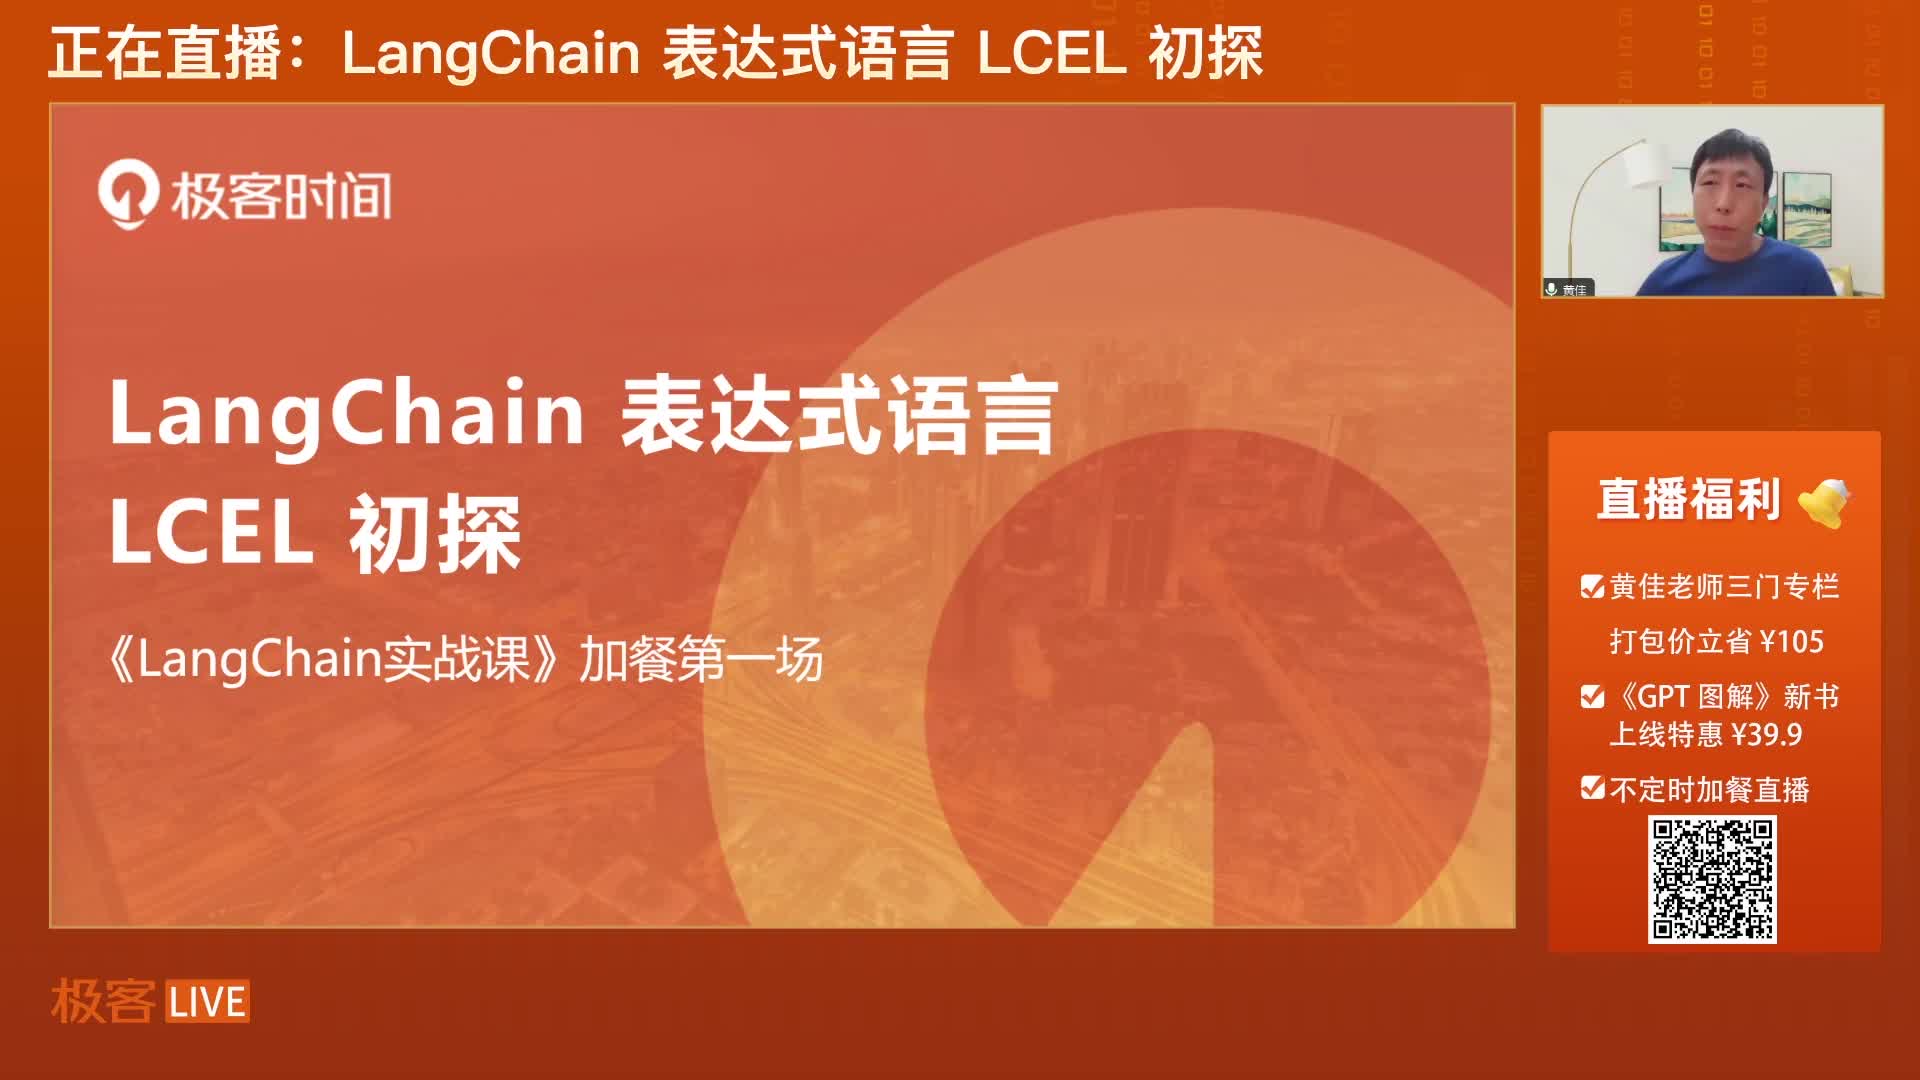 正在直播：LangChain 表达式语言 LCEL 初探
极客时间
LangChain 表达式语言
LCEL 初探
《LangChain实战课》加餐第一场
黄佳
直播福利
黄佳老师三门专栏
打包价立省 ¥105
《GPT 图解》新书
上线特惠 ¥39.9
不定时加餐直播
极客 LIVE